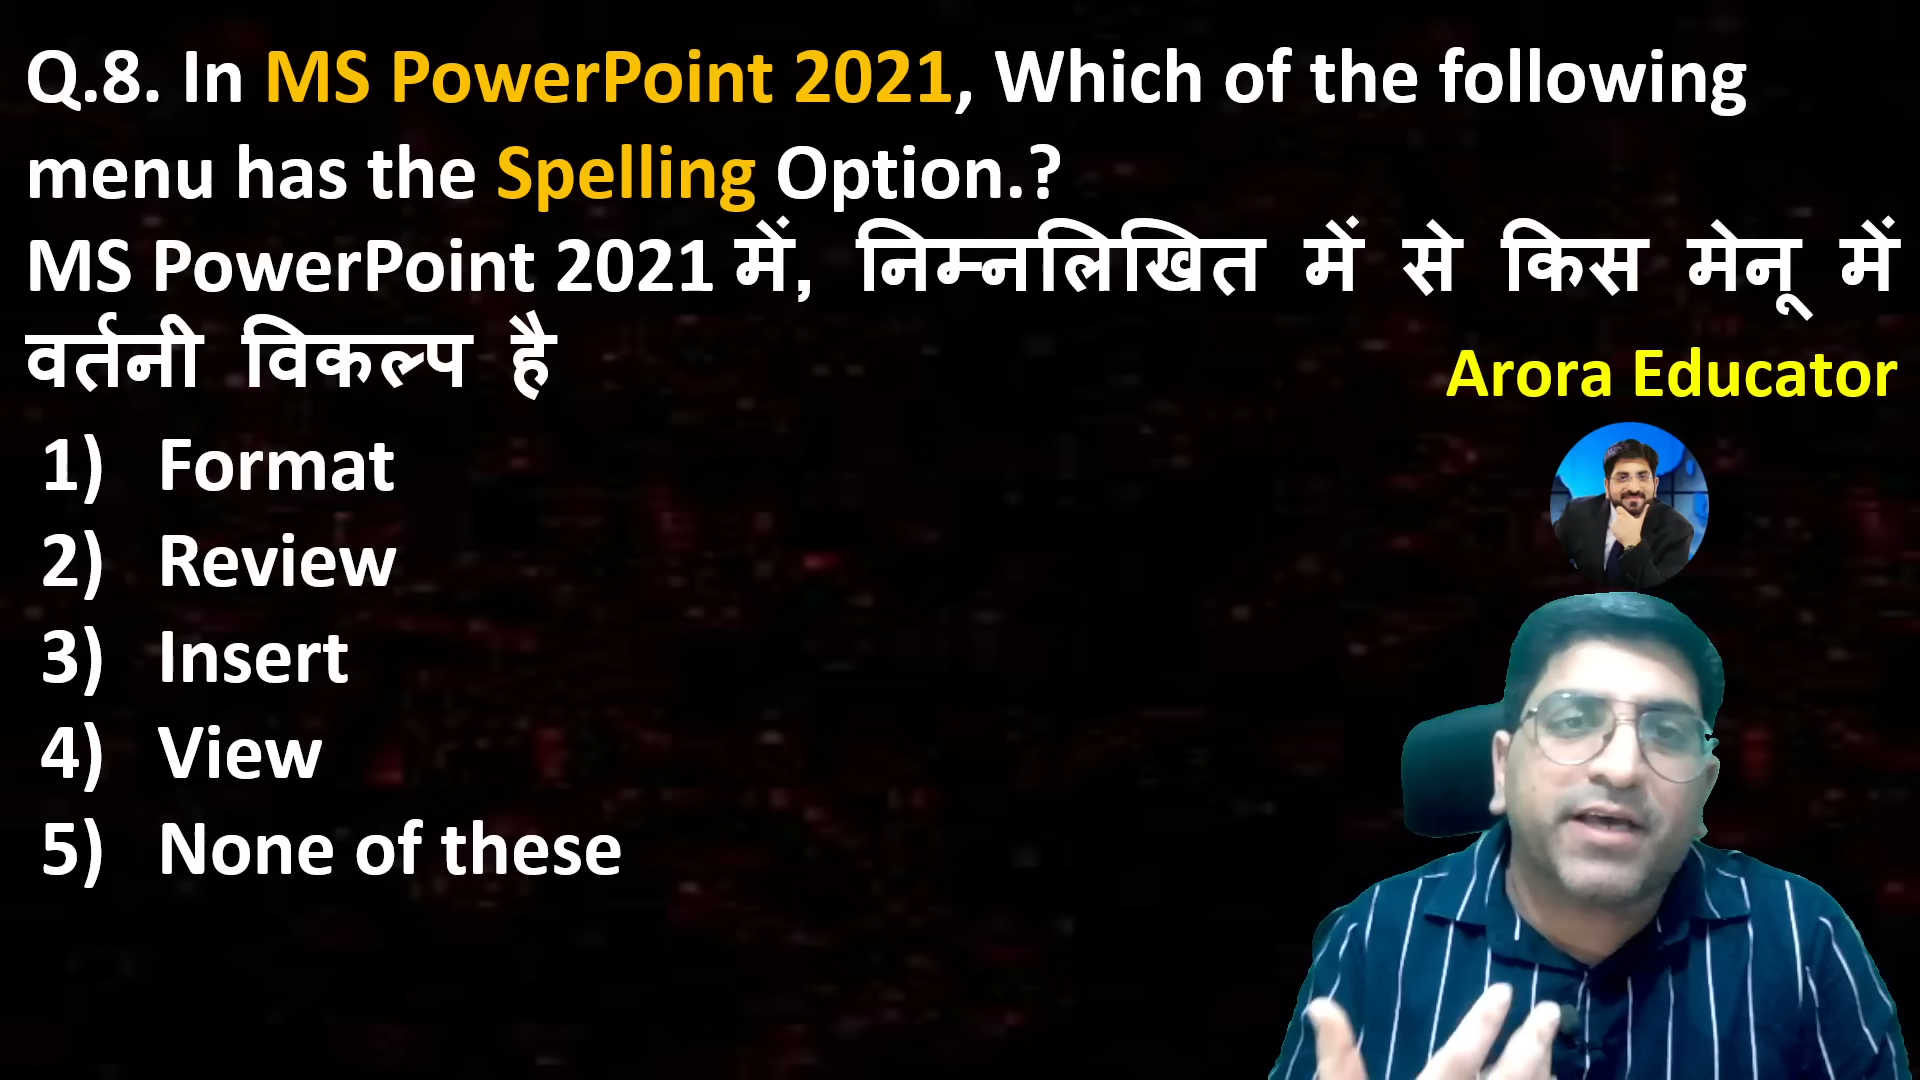 Q.8. In MS PowerPoint 2021, Which of the following
menu has the Spelling Option.?
MS PowerPoint 2021 में, निम्नलिखित में से किस मेनू में
वर्तनी विकल्प है
Arora Educator
1) Format
2) Review
3) Insert
4) View
5) None of these